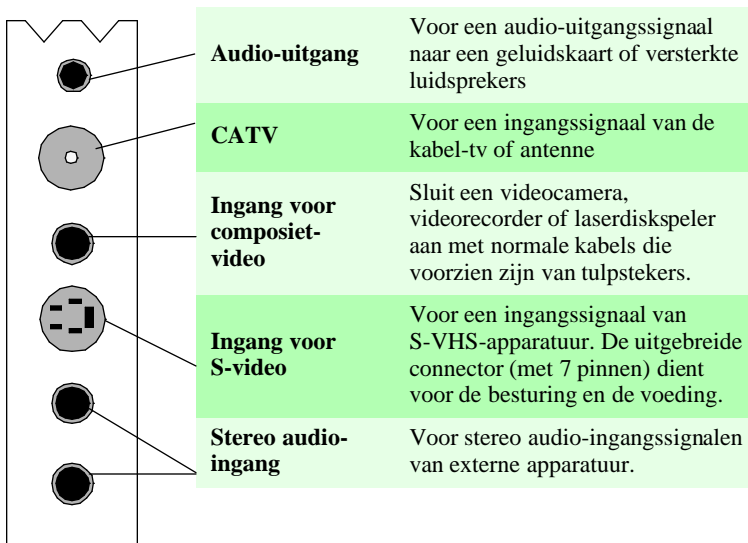 Audio-uitgang
Voor een audio-uitgangssignaal
naar een geluidskaart of versterkte
luidsprekers
CATV
Voor een ingangssignaal van de
kabel-tv of antenne
Ingang voor
composiet-
video
Sluit een videocamera,
videorecorder of laserdiskspeler
aan met normale kabels die
voorzien zijn van tulpstekers.
Ingang voor
S-video
Voor een ingangssignaal van
S-VHS-apparatuur. De uitgebreide
connector (met 7 pinnen) dient
voor de besturing en de voeding.
Stereo audio-
ingang
Voor stereo audio-ingangssignalen
van externe apparatuur.